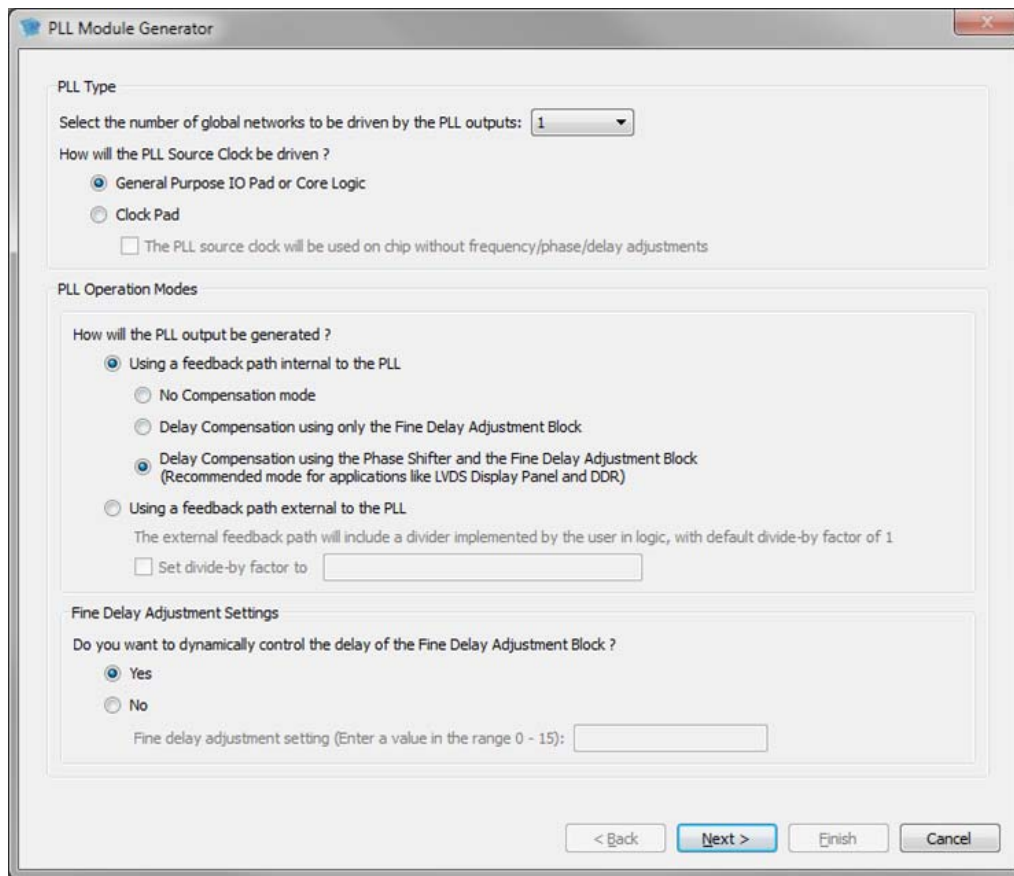 PLL Module Generator
PLL Type
Select the number of global networks to be driven by the PLL outputs: 1
How will the PLL Source Clock be driven ?
General Purpose IO Pad or Core Logic
Clock Pad
The PLL source clock will be used on chip without frequency/phase/delay adjustments
PLL Operation Modes
How will the PLL output be generated ?
Using a feedback path internal to the PLL
No Compensation mode
Delay Compensation using only the Fine Delay Adjustment Block
Delay Compensation using the Phase Shifter and the Fine Delay Adjustment Block
(Recommended mode for applications like LVDS Display Panel and DDR)
Using a feedback path external to the PLL
The external feedback path will include a divider implemented by the user in logic, with default divide-by factor of 1
Set divide-by factor to
Fine Delay Adjustment Settings
Do you want to dynamically control the delay of the Fine Delay Adjustment Block ?
Yes
No
Fine delay adjustment setting (Enter a value in the range 0 - 15):
< Back Next > Finish Cancel